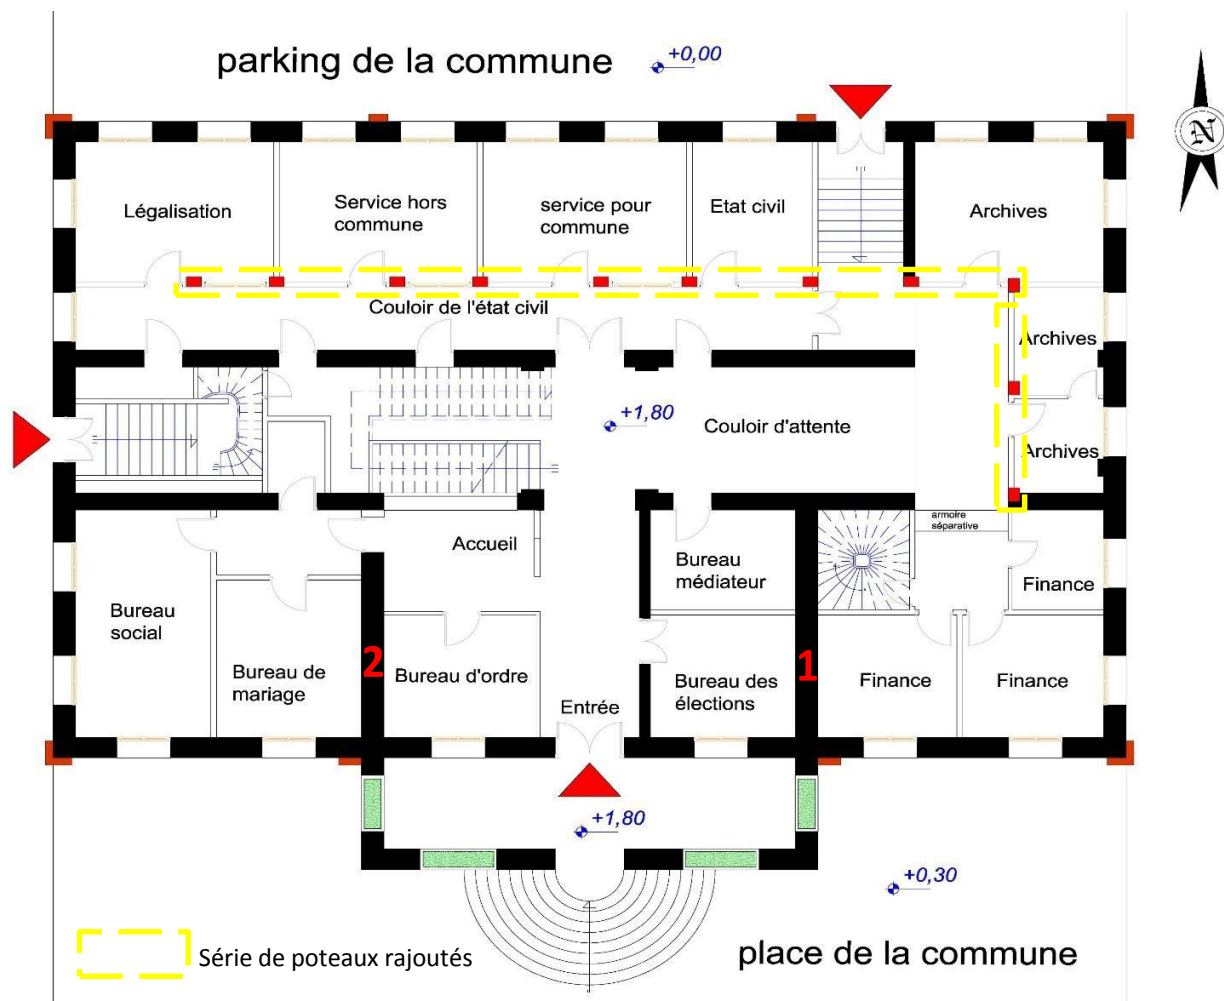 parking de la commune
+0,00
N
Légalisation
Service hors
commune
service pour
commune
Etat civil
Archives
Couloir de l'état civil
Archives
+1,80
Couloir d'attente
Archives
Accueil
Bureau
médiateur
armoire
séparative
Finance
Bureau
social
2
Bureau de
mariage
Bureau d'ordre
Entrée
Bureau des
élections
1
Finance
Finance
+1,80
+0,30
Série de poteaux rajoutés
place de la commune